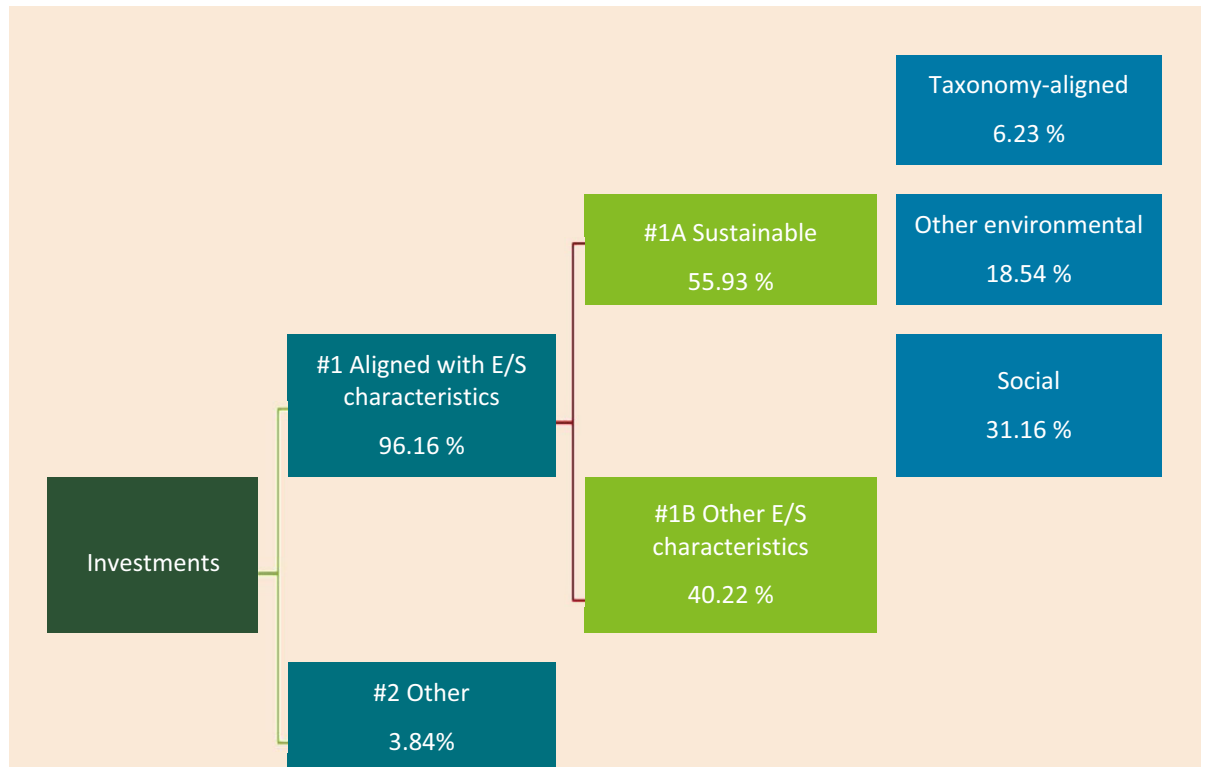 Taxonomy-aligned
6.23 %
#1A Sustainable
55.93 %
Other environmental
18.54 %
#1 Aligned with E/S
characteristics
96.16 %
Social
31.16 %
Investments
#1B Other E/S
characteristics
40.22 %
#2 Other
3.84%